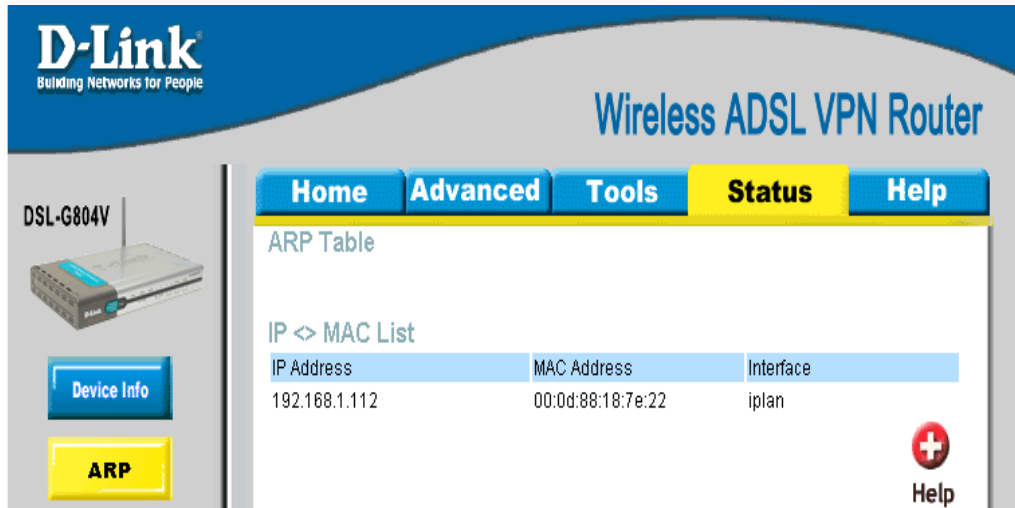 D-Link
Building Networks for People
Wireless ADSL VPN Router
Home Advanced Tools Status Help
DSL-G804V
ARP Table
IP <> MAC List
IP Address MAC Address Interface
192.168.1.112 00:0d:88:18:7e:22 iplan
Device Info
ARP
Help